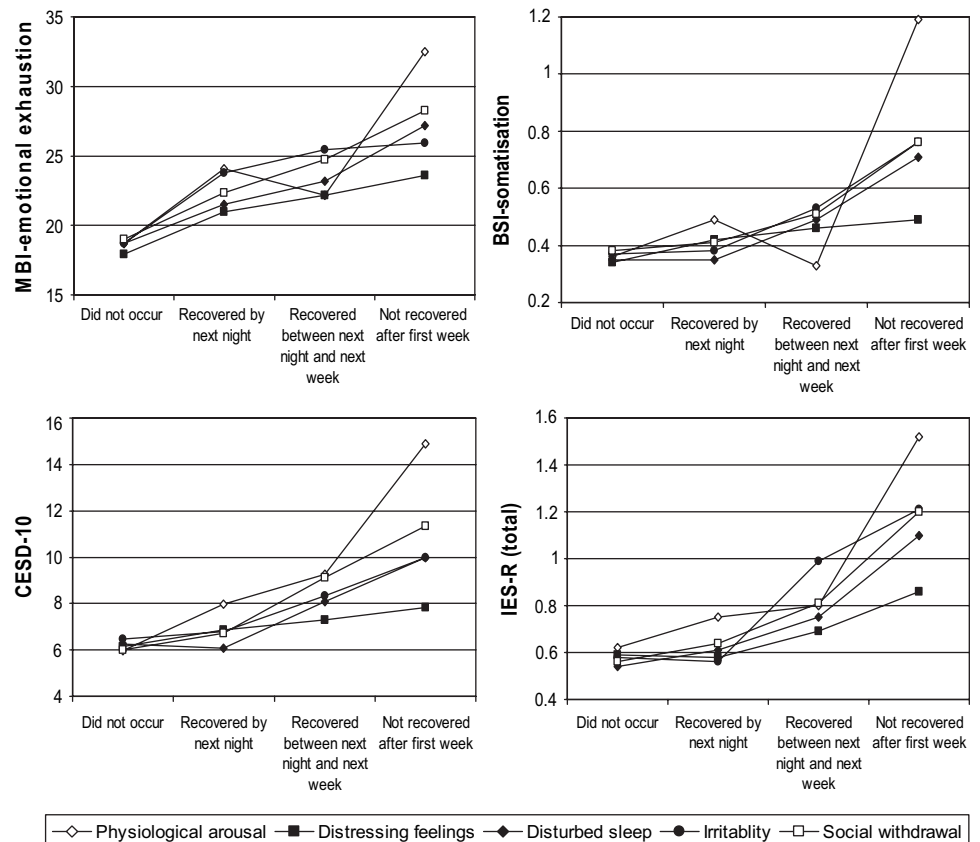 MBI-emotional exhaustion
35
30
25
20
15
Did not occur
Recovered by
next night
Recovered
between next
night and next
week
Not recovered
after first week
BSI-somatisation
1.2
1
0.8
0.6
0.4
0.2
Did not occur
Recovered by
next night
Recovered
between next
night and next
week
Not recovered
after first week
CESD-10
16
14
12
10
8
6
4
Did not occur
Recovered by
next night
Recovered
between next
night and next
week
Not recovered
after first week
IES-R (total)
1.6
1.4
1.2
1
0.8
0.6
0.4
Did not occur
Recovered by
next night
Recovered
between next
night and next
week
Not recovered
after first week
Physiological arousal Distressing feelings Disturbed sleep Irritablity Social withdrawal